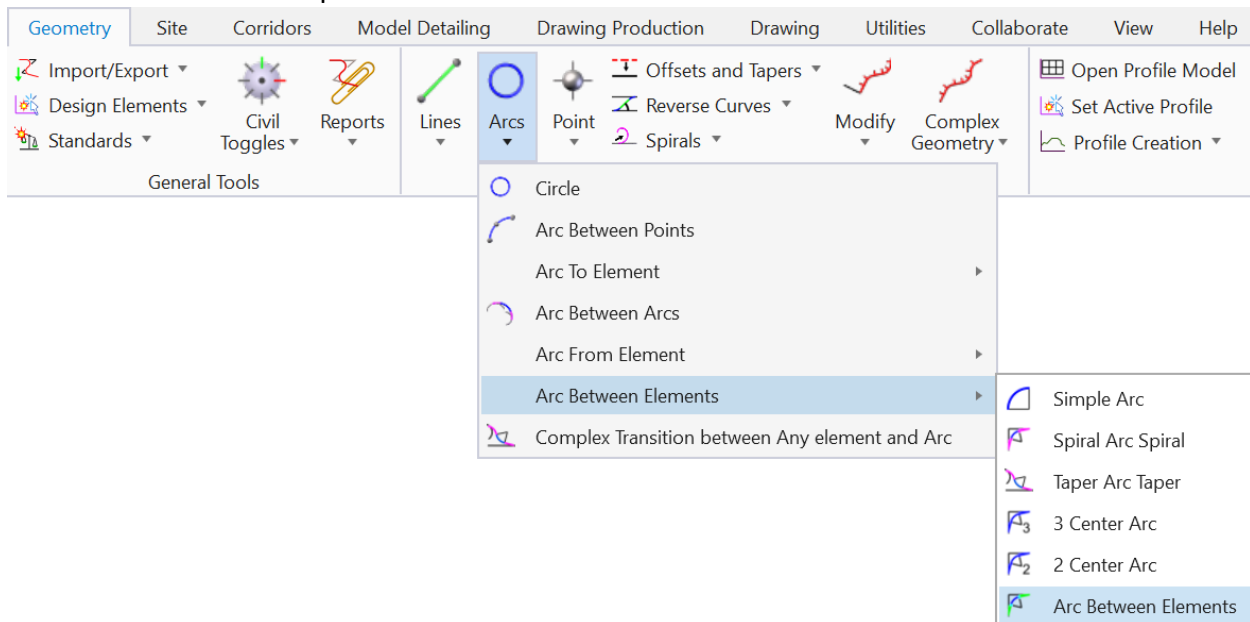 Geometry Site Corridors Model Detailing Drawing Production Drawing Utilities Collaborate View Help
Import/Export
Design Elements
Standards
Civil Toggles
Reports
General Tools
Lines
Arcs
Point
Offsets and Tapers
Reverse Curves
Spirals
Modify
Complex Geometry
Open Profile Model
Set Active Profile
Profile Creation
Circle
Arc Between Points
Arc To Element
Arc Between Arcs
Arc From Element
Arc Between Elements
Complex Transition between Any element and Arc
Simple Arc
Spiral Arc Spiral
Taper Arc Taper
3 Center Arc
2 Center Arc
Arc Between Elements